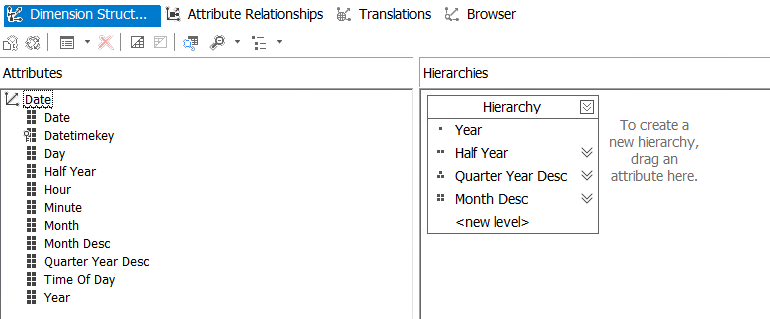 Dimension Struct... Attribute Relationships Translations Browser
Attributes
Date
Date
Datetimekey
Day
Half Year
Hour
Minute
Month
Month Desc
Quarter Year Desc
Time Of Day
Year
Hierarchies
Hierarchy
Year
Half Year
Quarter Year Desc
Month Desc
<new level>
To create a
new hierarchy,
drag an
attribute here.